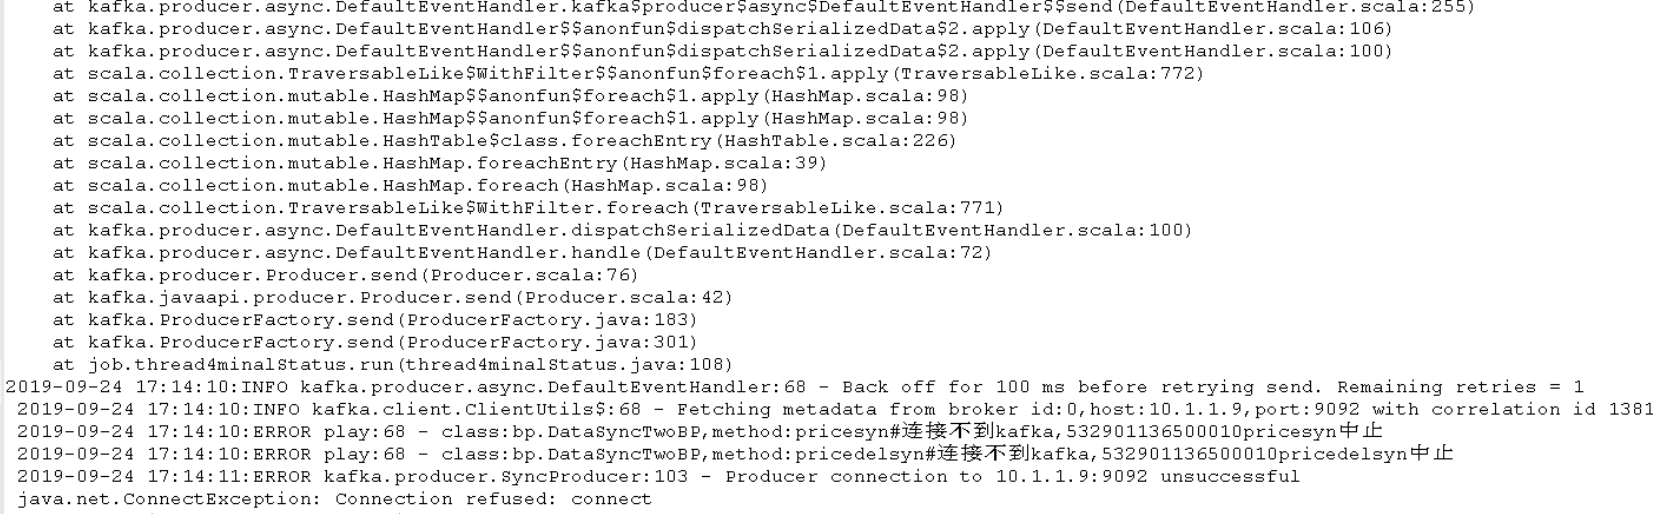 at kafka.producer.async.DefaultEventHandler.kafka$producer$async$DefaultEventHandler$$send(DefaultEventHandler.scala:255)
at kafka.producer.async.DefaultEventHandler$$anonfun$dispatchSerializedData$2.apply(DefaultEventHandler.scala:106)
at kafka.producer.async.DefaultEventHandler$$anonfun$dispatchSerializedData$2.apply(DefaultEventHandler.scala:100)
at scala.collection.TraversableLike$WithFilter$$anonfun$foreach$1.apply(TraversableLike.scala:772)
at scala.collection.mutable.HashMap$$anonfun$foreach$1.apply(HashMap.scala:98)
at scala.collection.mutable.HashMap$$anonfun$foreach$1.apply(HashMap.scala:98)
at scala.collection.mutable.HashTable$class.foreachEntry(HashTable.scala:226)
at scala.collection.mutable.HashMap.foreachEntry(HashMap.scala:39)
at scala.collection.mutable.HashMap.foreach(HashMap.scala:98)
at scala.collection.TraversableLike$WithFilter.foreach(TraversableLike.scala:771)
at kafka.producer.async.DefaultEventHandler.dispatchSerializedData(DefaultEventHandler.scala:100)
at kafka.producer.async.DefaultEventHandler.handle(DefaultEventHandler.scala:72)
at kafka.producer.Producer.send(Producer.scala:76)
at kafka.javaapi.producer.Producer.send(Producer.scala:42)
at kafka.ProducerFactory.send(ProducerFactory.java:183)
at kafka.ProducerFactory.send(ProducerFactory.java:301)
at job.thread4minalStatus.run(thread4minalStatus.java:108)
2019-09-24 17:14:10:INFO kafka.producer.async.DefaultEventHandler:68 - Back off for 100 ms before retrying send. Remaining retries = 1
2019-09-24 17:14:10:INFO kafka.client.ClientUtils$:68 - Fetching metadata from broker id:0,host:10.1.1.9,port:9092 with correlation id 1381
2019-09-24 17:14:10:ERROR play:68 - class:bp.DataSyncTwoBP,method:pricesyn#连接不到kafka,532901136500010pricesyn中止
2019-09-24 17:14:10:ERROR play:68 - class:bp.DataSyncTwoBP,method:pricedelsyn#连接不到kafka,532901136500010pricedelsyn中止
2019-09-24 17:14:11:ERROR kafka.producer.SyncProducer:103 - Producer connection to 10.1.1.9:9092 unsuccessful
java.net.ConnectException: Connection refused: connect